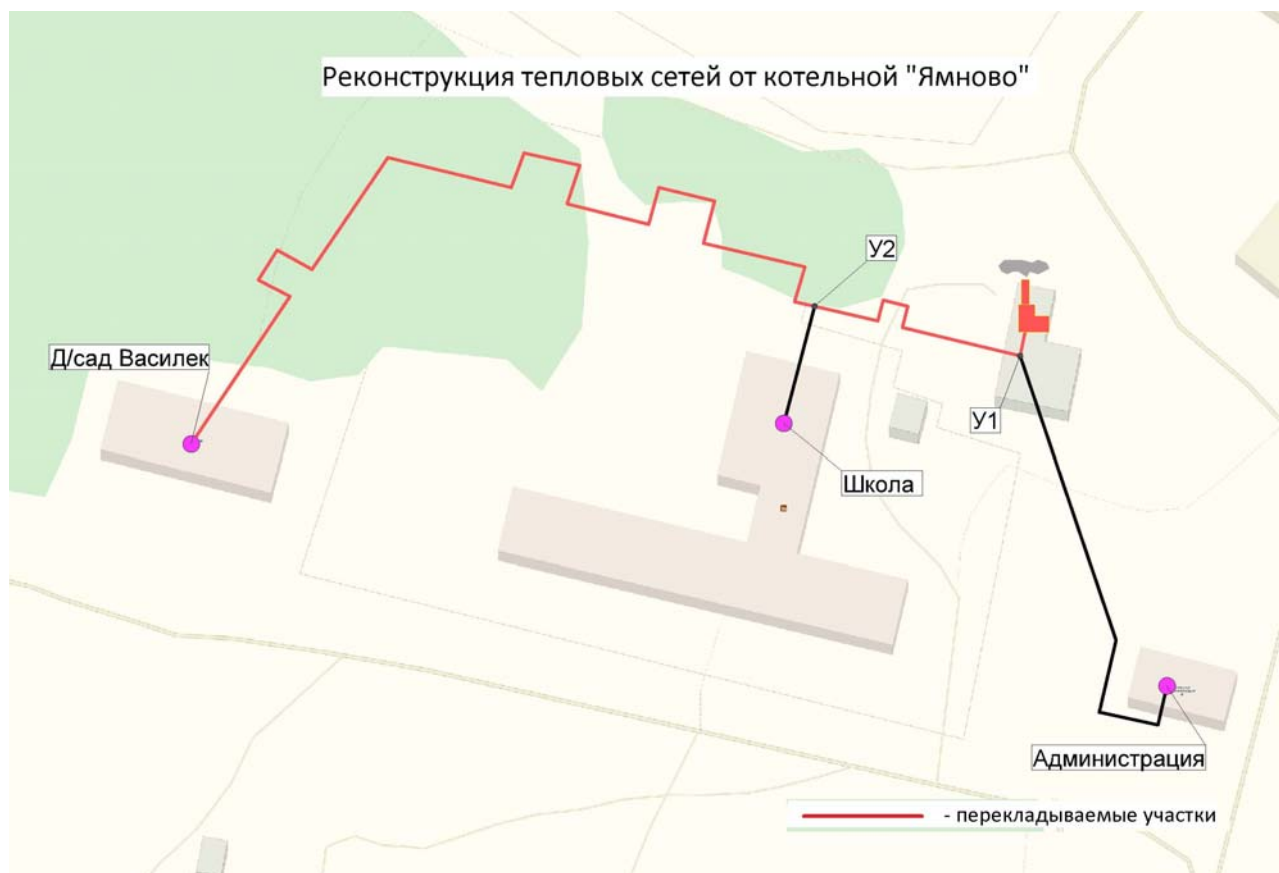 Реконструкция тепловых сетей от котельной "Ямново"
У2
Д/сад Василек
У1
Школа
Администрация
- перекладываемые участки